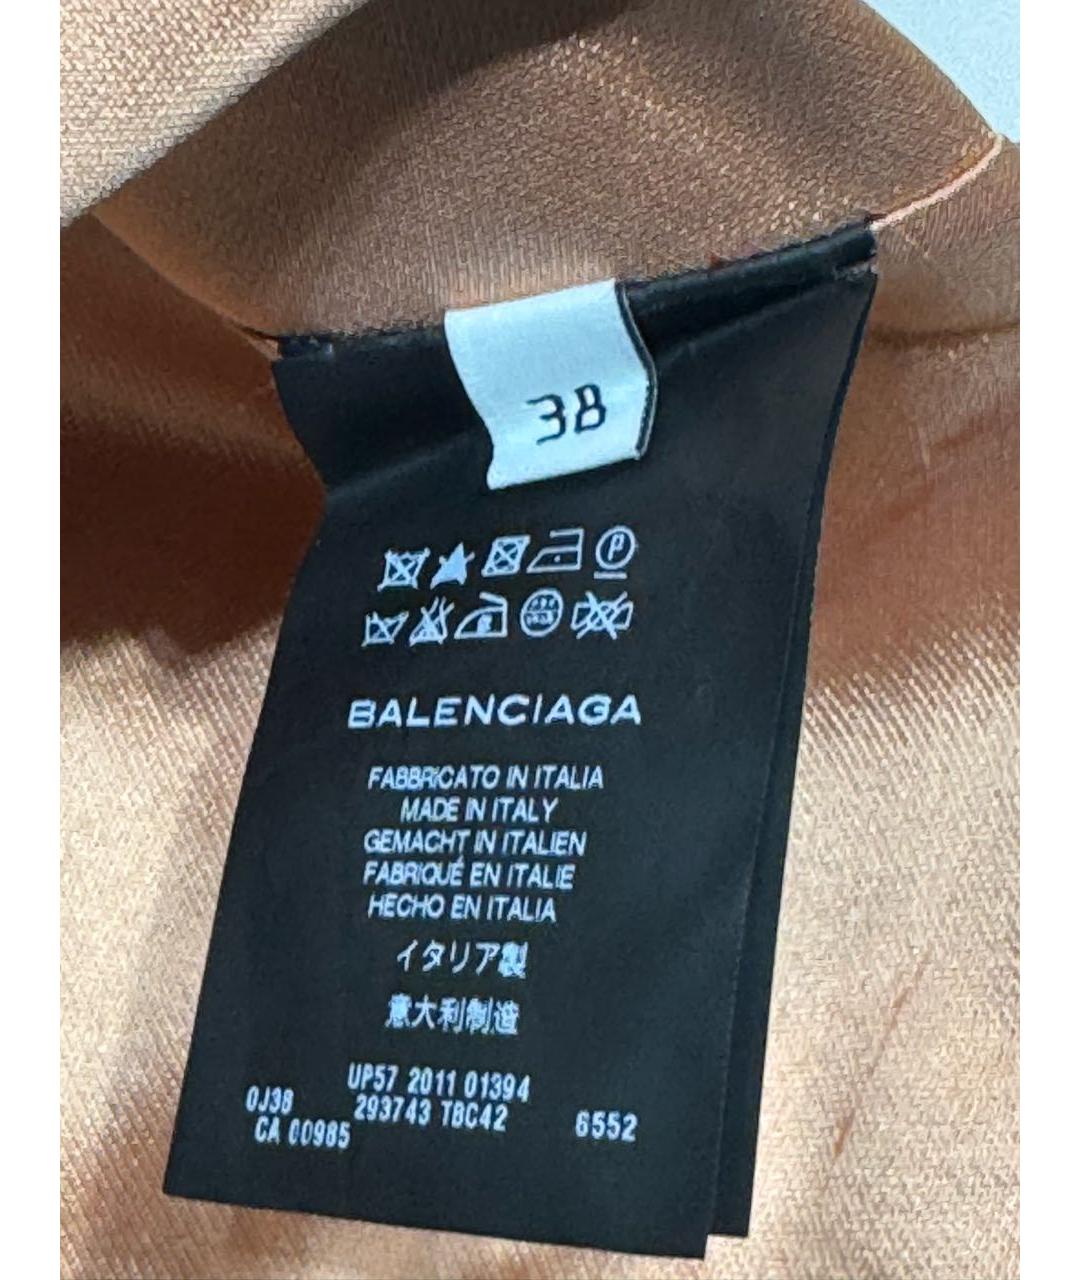 38
BALENCIAGA
FABBRICATO IN ITALIA
MADE IN ITALY
GEMACHT IN ITALIEN
FABRIQUÉ EN ITALIE
HECHO EN ITALIA
イタリア製
意大利制造
UP57 2011 01394
0J38 293743 TBC42 6552
CA 00985